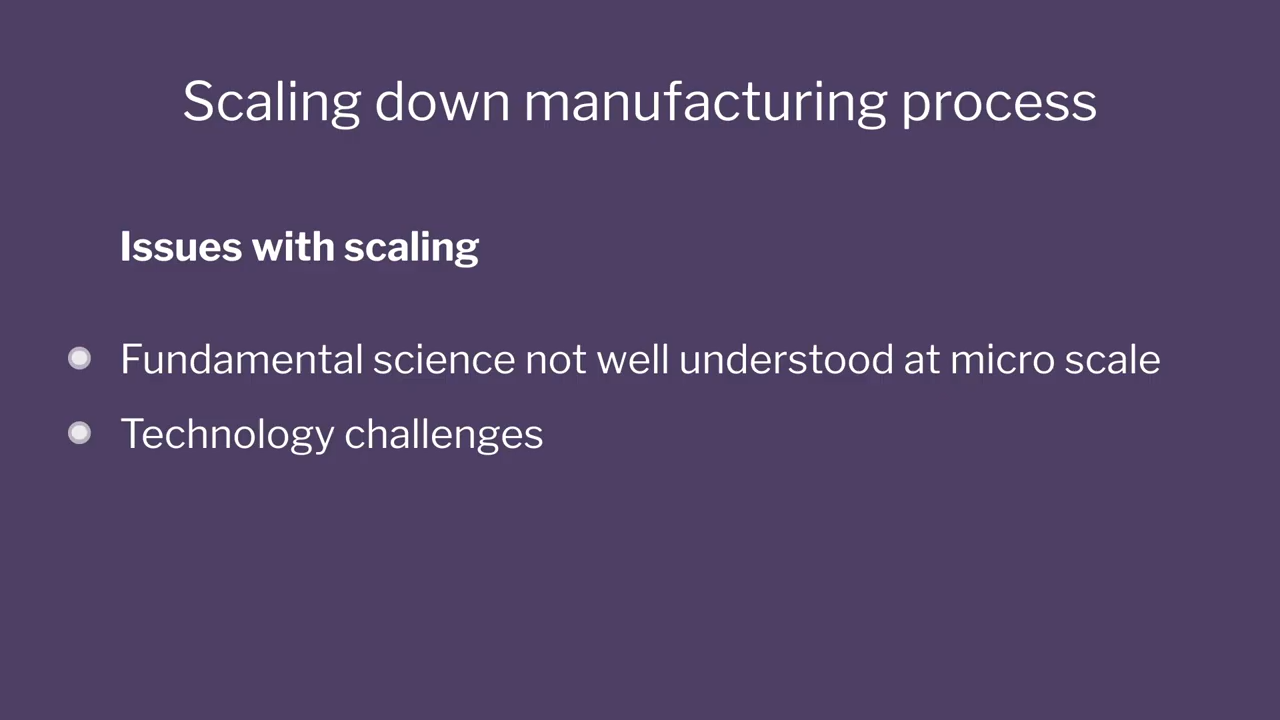 Scaling down manufacturing process
Issues with scaling
Fundamental science not well understood at micro scale
Technology challenges